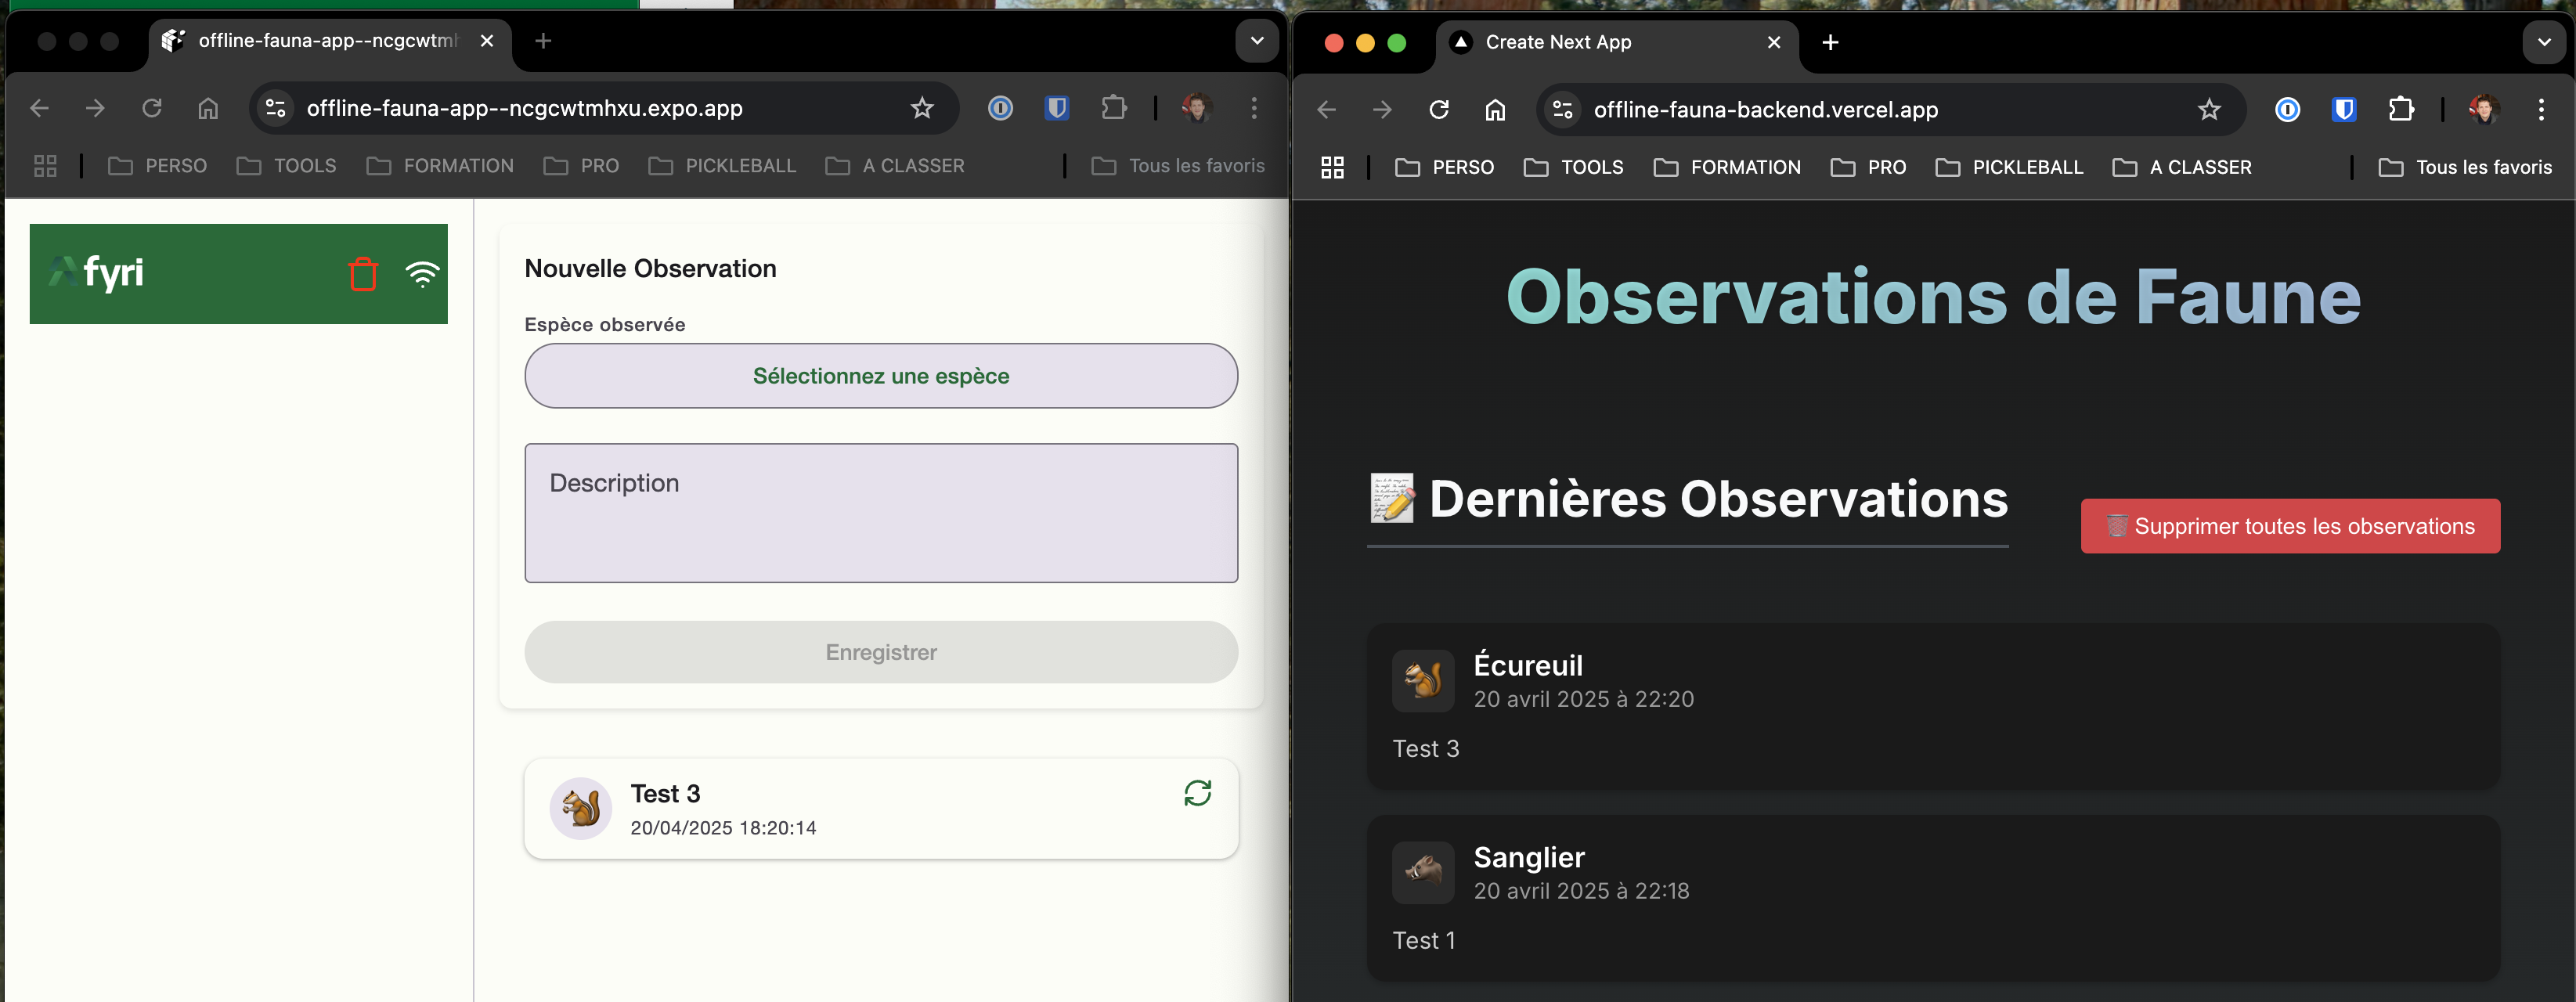 offline-fauna-app--ncgcwtmh
offline-fauna-app--ncgcwtmhxu.expo.app
PERSO
TOOLS
FORMATION
PRO
PICKLEBALL
A CLASSER
Tous les favoris
fyri
Nouvelle Observation
Espèce observée
Sélectionnez une espèce
Description
Enregistrer
Test 3
20/04/2025 18:20:14
Create Next App
offline-fauna-backend.vercel.app
PERSO
TOOLS
FORMATION
PRO
PICKLEBALL
A CLASSER
Tous les favoris
Observations de Faune
Dernières Observations
Supprimer toutes les observations
Écureuil
20 avril 2025 à 22:20
Test 3
Sanglier
20 avril 2025 à 22:18
Test 1